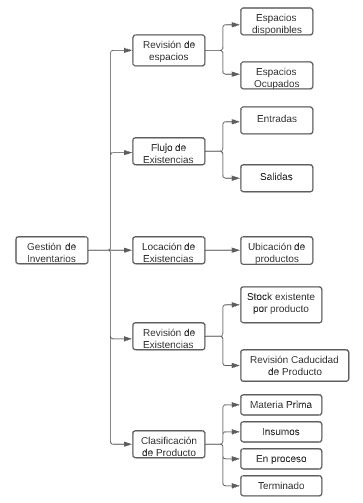 Gestión de
Inventarios
Revisión de
espacios
Espacios
disponibles
Espacios
Ocupados
Flujo de
Existencias
Entradas
Salidas
Locación de
Existencias
Ubicación de
productos
Revisión de
Existencias
Stock existente
por producto
Revisión Caducidad
de Producto
Clasificación
de Producto
Materia Prima
Insumos
En proceso
Terminado